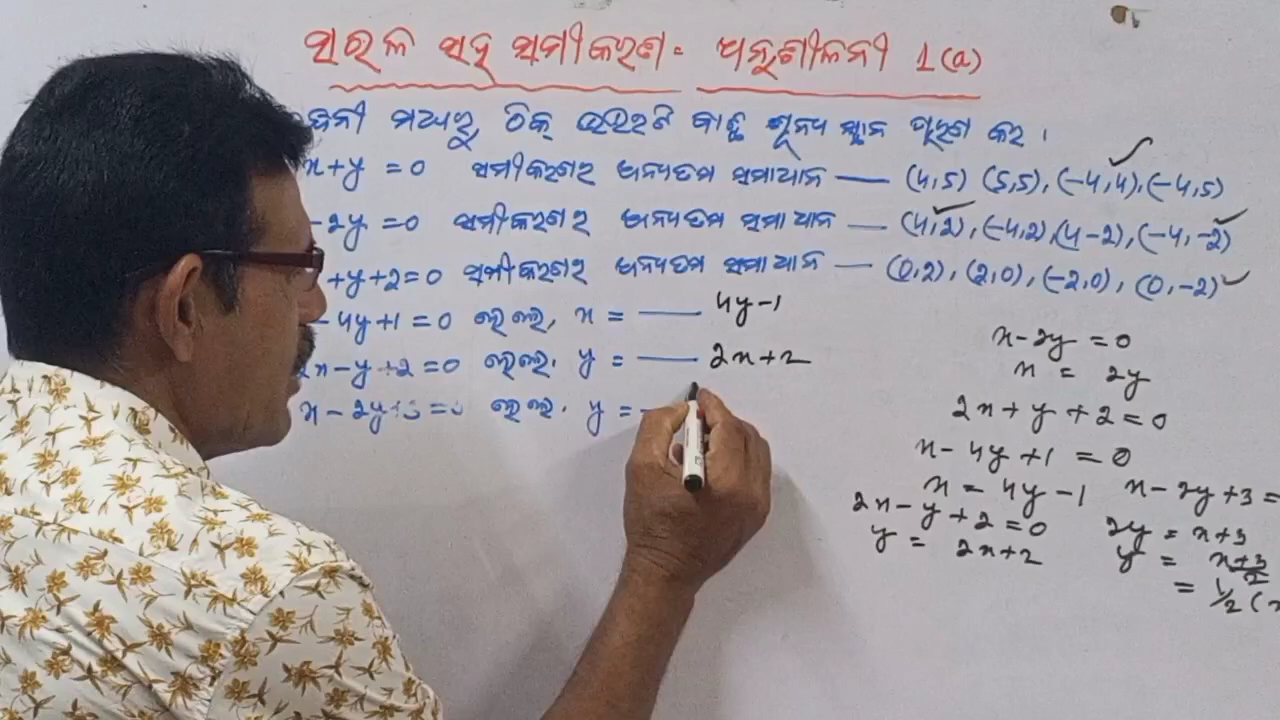 ସରଳ ସହ ସମୀକରଣ - ଅନୁଶୀଳନୀ 1(a)
ମଧ୍ୟରୁ ଠିକ୍ ଉତ୍ତରଟି ବାଛି ଶୂନ୍ୟ ସ୍ଥାନ ପୂରଣ କର ।
x+y=0 ସମୀକରଣର ଅନ୍ୟତମ ସମାଧାନ — (4,5) (5,5), (-4,4), (-4,5)
-2y=0 ସମୀକରଣର ଅନ୍ୟତମ ସମାଧାନ — (4,2), (-4,2), (4-2), (-4,-2)
+y+2=0 ସମୀକରଣର ଅନ୍ୟତମ ସମାଧାନ — (0,2), (2,0), (-2,0), (0,-2)
-4y+1=0 ହେଲେ, x = — 4y-1
2x-y+2=0 ହେଲେ. y = — 2x+2
x-2y+3=0 ହେଲେ. y =
x-2y=0
x = 2y
2x+y+2=0
x-4y+1=0
x=4y-1
2x-y+2=0
y= 2x+2
x-2y+3=
2y = x+3
y = x+3/2
= 1/2 (